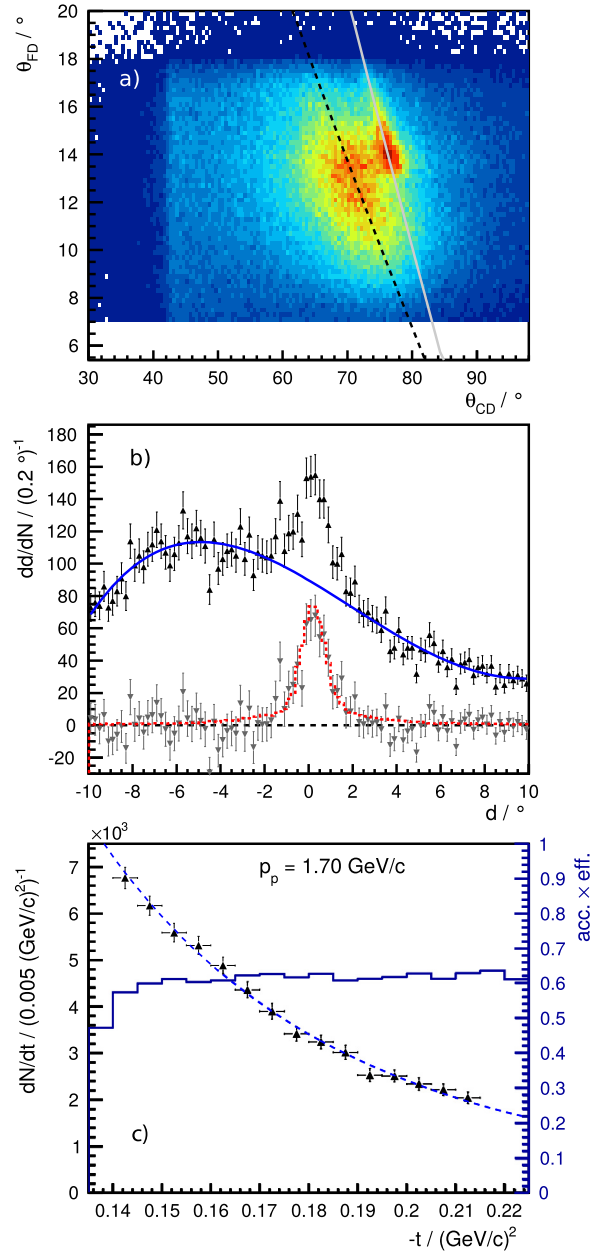 θFD / °
20
18
16
14
12
10
8
6
a)
30 40 50 60 70 80 90
θCD / °
dd/dN / (0.2 °)-1
180
160
140
120
100
80
60
40
20
0
-20
b)
-10 -8 -6 -4 -2 0 2 4 6 8 10
d / °
×10³
dN/dt / (0.005 (GeV/c)²)-1
7
6
5
4
3
2
1
0
pp = 1.70 GeV/c
c)
1
0.9
0.8
0.7
0.6
0.5
0.4
0.3
0.2
0.1
0
acc. × eff.
0.14 0.15 0.16 0.17 0.18 0.19 0.2 0.21 0.22
-t / (GeV/c)²